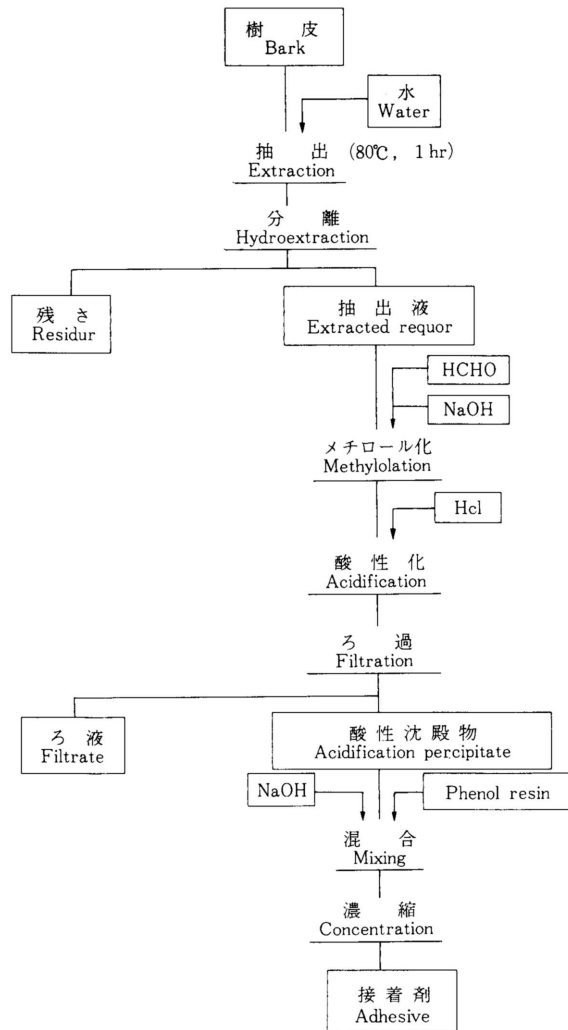 樹皮
Bark
水
Water
抽出 (80℃, 1 hr)
Extraction
分離
Hydroextraction
残さ
Residur
抽出液
Extracted requor
HCHO
NaOH
メチロール化
Methylolation
Hcl
酸性化
Acidification
ろ過
Filtration
ろ液
Filtrate
酸性沈殿物
Acidification percipitate
NaOH
Phenol resin
混合
Mixing
濃縮
Concentration
接着剤
Adhesive